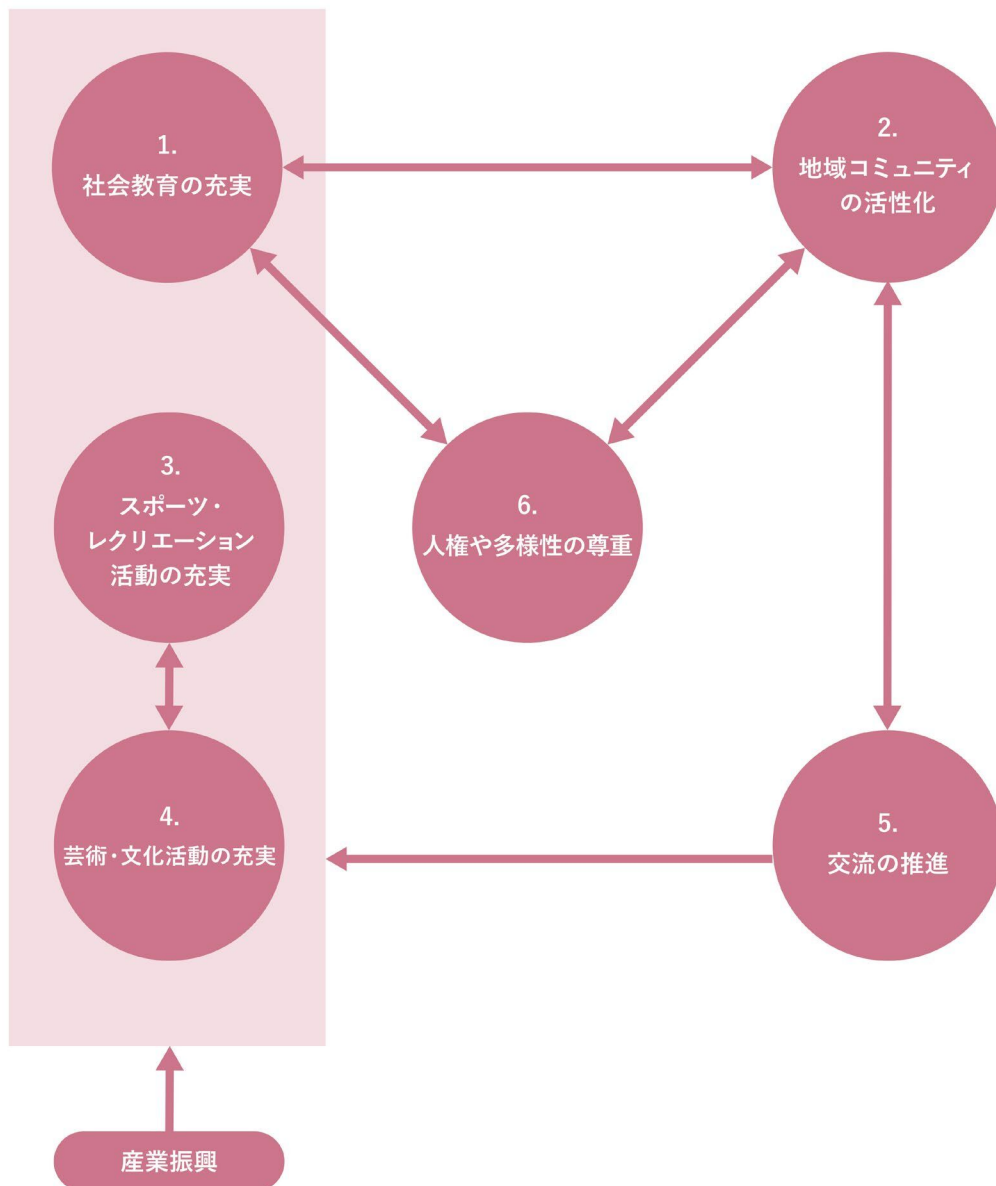 1.
社会教育の充実
2.
地域コミュニティ
の活性化
3.
スポーツ・
レクリエーション
活動の充実
6.
人権や多様性の尊重
4.
芸術・文化活動の充実
5.
交流の推進
産業振興